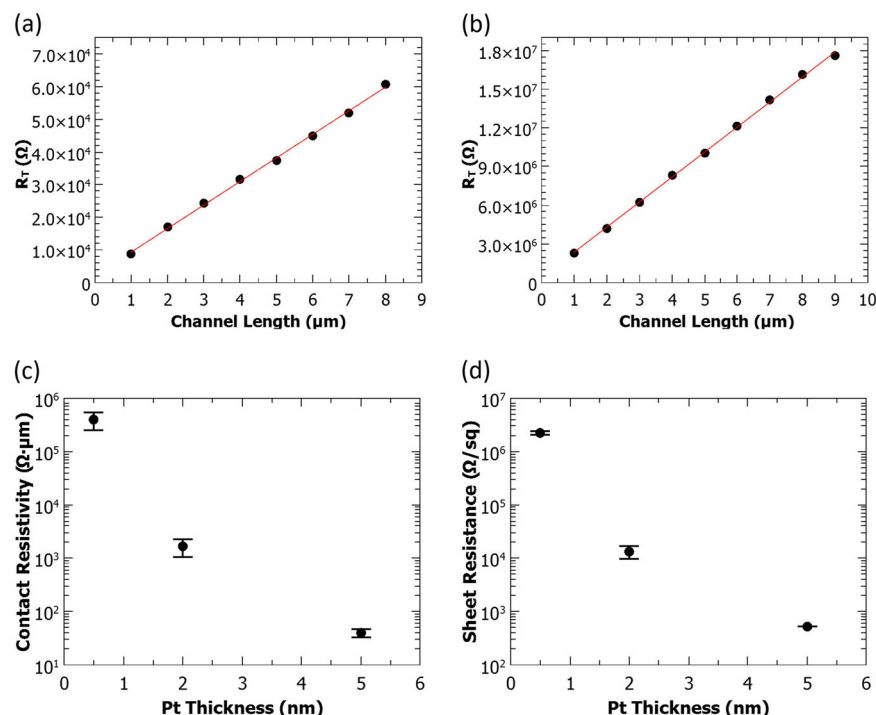 (a)
7.0×10⁴
6.0×10⁴
5.0×10⁴
4.0×10⁴
3.0×10⁴
2.0×10⁴
1.0×10⁴
0
R_T (Ω)
0 1 2 3 4 5 6 7 8 9
Channel Length (µm)
(b)
1.8×10⁷
1.5×10⁷
1.2×10⁷
9.0×10⁶
6.0×10⁶
3.0×10⁶
0
R_T (Ω)
0 1 2 3 4 5 6 7 8 9 10
Channel Length (µm)
(c)
10⁶
10⁵
10⁴
10³
10²
10¹
Contact Resistivity (Ω·µm)
0 1 2 3 4 5 6
Pt Thickness (nm)
(d)
10⁷
10⁶
10⁵
10⁴
10³
10²
Sheet Resistance (Ω/sq)
0 1 2 3 4 5 6
Pt Thickness (nm)